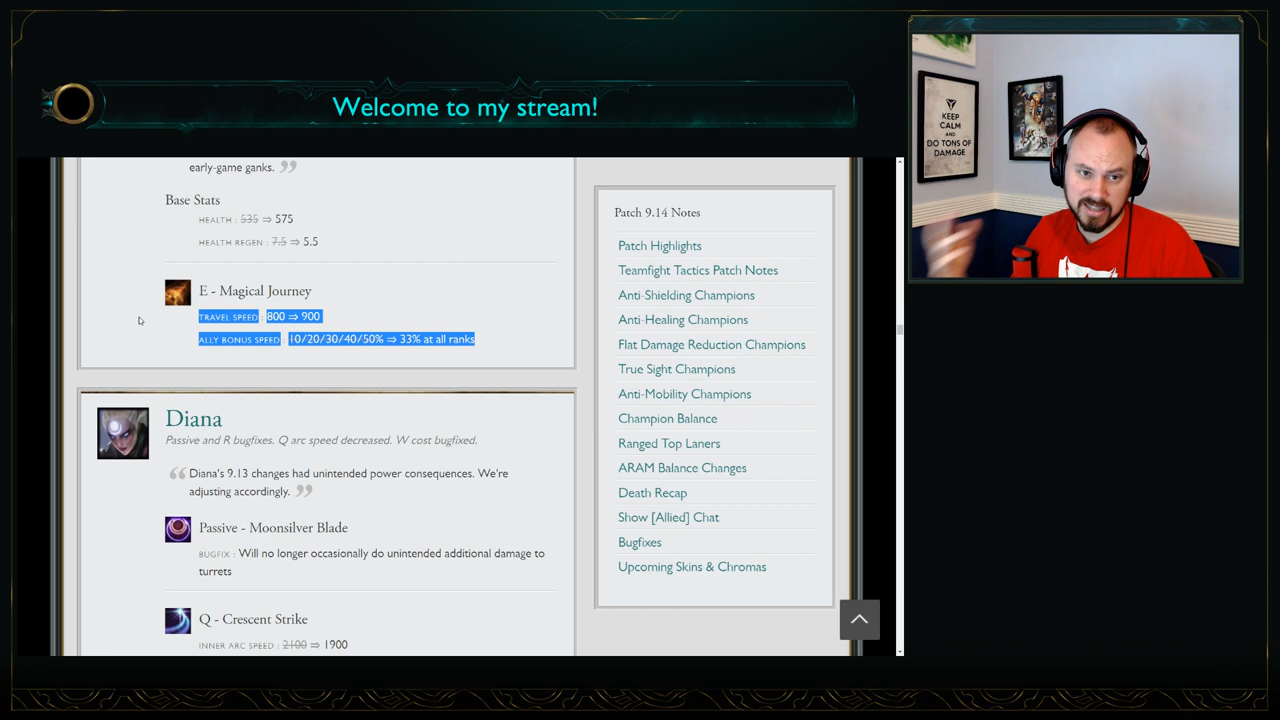 Welcome to my stream!
early-game ganks.
Base Stats
HEALTH : 535 ⇒ 575
HEALTH REGEN : 7.5 ⇒ 5.5
E - Magical Journey
TRAVEL SPEED : 800 ⇒ 900
ALLY BONUS SPEED : 10/20/30/40/50% ⇒ 33% at all ranks
Diana
Passive and R bugfixes. Q arc speed decreased. W cost bugfixed.
Diana's 9.13 changes had unintended power consequences. We're
adjusting accordingly.
Passive - Moonsilver Blade
BUGFIX : Will no longer occasionally do unintended additional damage to
turrets
Q - Crescent Strike
INNER ARC SPEED : 2100 ⇒ 1900
Patch 9.14 Notes
Patch Highlights
Teamfight Tactics Patch Notes
Anti-Shielding Champions
Anti-Healing Champions
Flat Damage Reduction Champions
True Sight Champions
Anti-Mobility Champions
Champion Balance
Ranged Top Laners
ARAM Balance Changes
Death Recap
Show [Allied] Chat
Bugfixes
Upcoming Skins & Chromas
KEEP
CALM
AND
DO TONS OF
DAMAGE